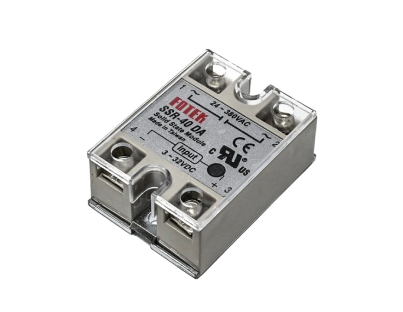 1 ~ 24-380VAC ~ 2
FOTEK
SSR-40 DA
Solid State Module
Made in Taiwan
CE
c RU US
4 - Input + 3
3-32VDC